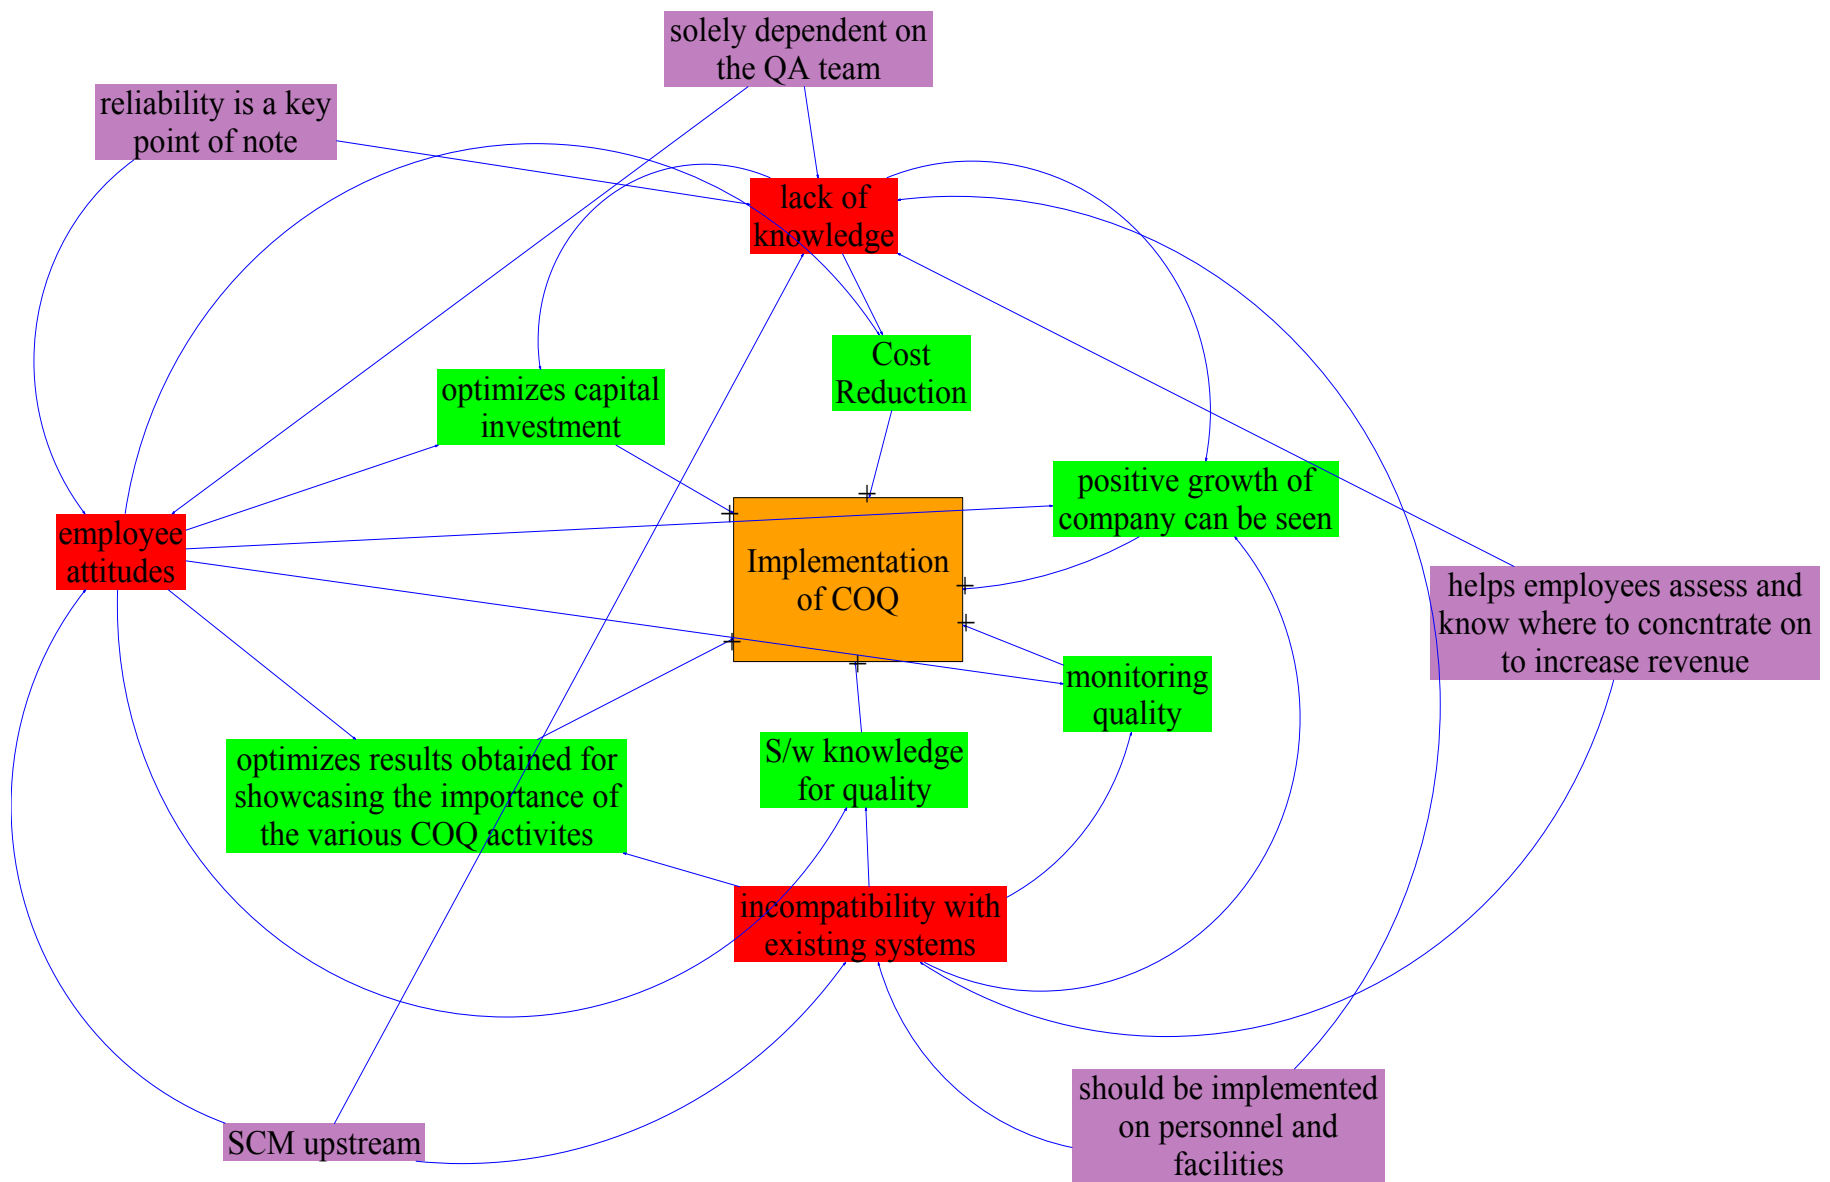 solely dependent on
the QA team
reliability is a key
point of note
lack of
knowledge
Cost
Reduction
optimizes capital
investment
positive growth of
company can be seen
employee
attitudes
Implementation
of COQ
helps employees assess and
know where to concntrate on
to increase revenue
monitoring
quality
optimizes results obtained for
showcasing the importance of
the various COQ activites
S/w knowledge
for quality
incompatibility with
existing systems
should be implemented
on personnel and
facilities
SCM upstream